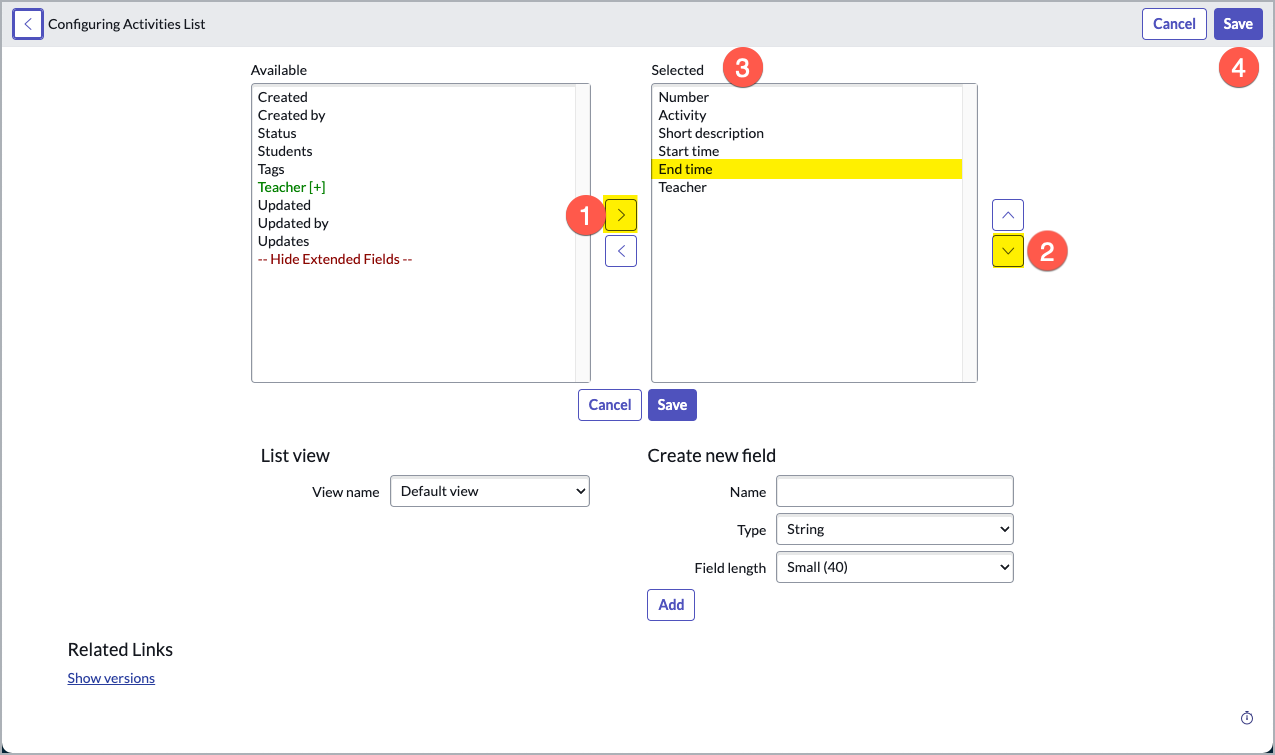 Configuring Activities List
Cancel
Save
Available
Selected
3
4
Created
Created by
Status
Students
Tags
Teacher [+]
Updated
Updated by
Updates
-- Hide Extended Fields --
1
Number
Activity
Short description
Start time
End time
Teacher
2
Cancel
Save
List view
View name
Default view
Create new field
Name
Type
String
Field length
Small (40)
Add
Related Links
Show versions